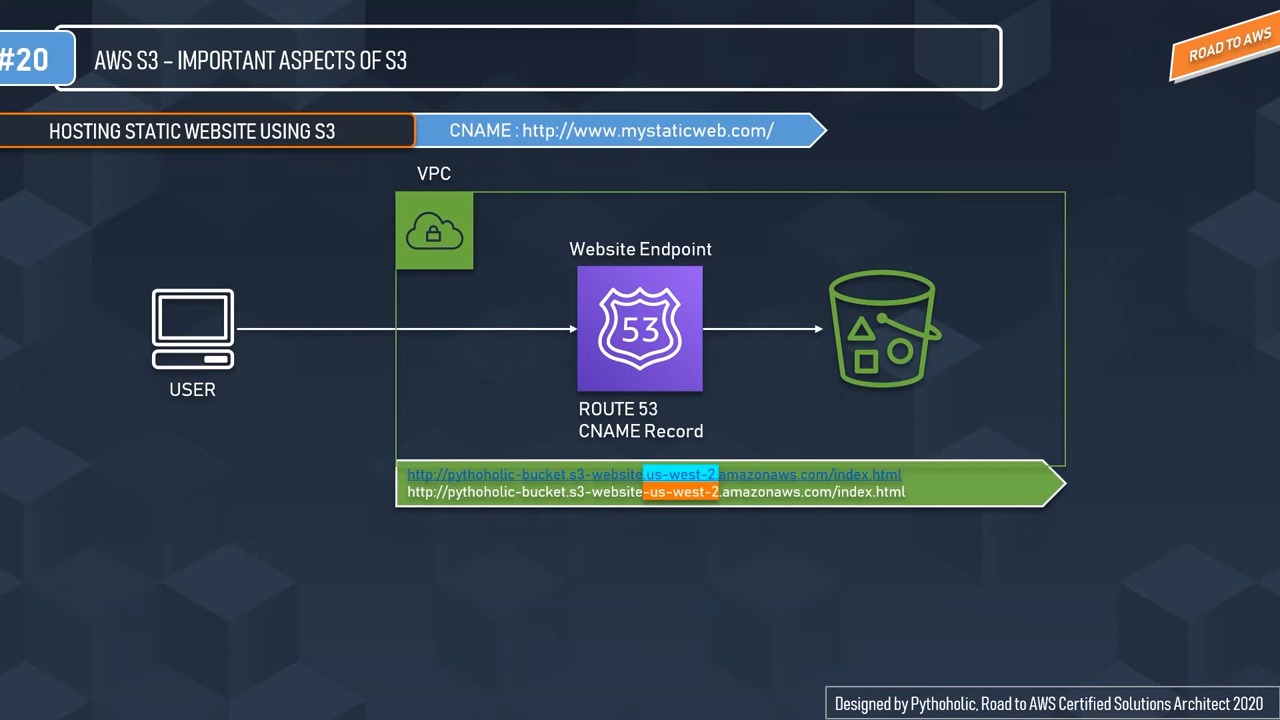 #20
AWS S3 – IMPORTANT ASPECTS OF S3
ROAD TO AWS
HOSTING STATIC WEBSITE USING S3
CNAME : http://www.mystaticweb.com/
VPC
Website Endpoint
53
USER
ROUTE 53
CNAME Record
http://pythoholic-bucket.s3-website.us-west-2.amazonaws.com/index.html
http://pythoholic-bucket.s3-website-us-west-2.amazonaws.com/index.html
Designed by Pythoholic, Road to AWS Certified Solutions Architect 2020